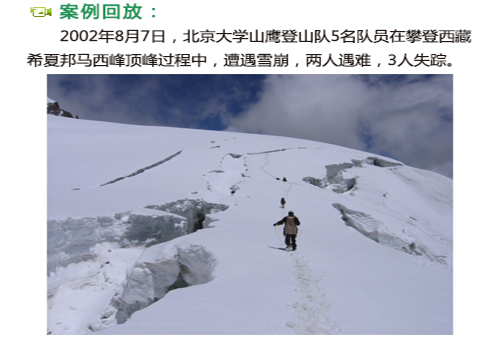 案例回放：
2002年8月7日，北京大学山鹰登山队5名队员在攀登西藏
希夏邦马西峰顶峰过程中，遭遇雪崩，两人遇难，3人失踪。